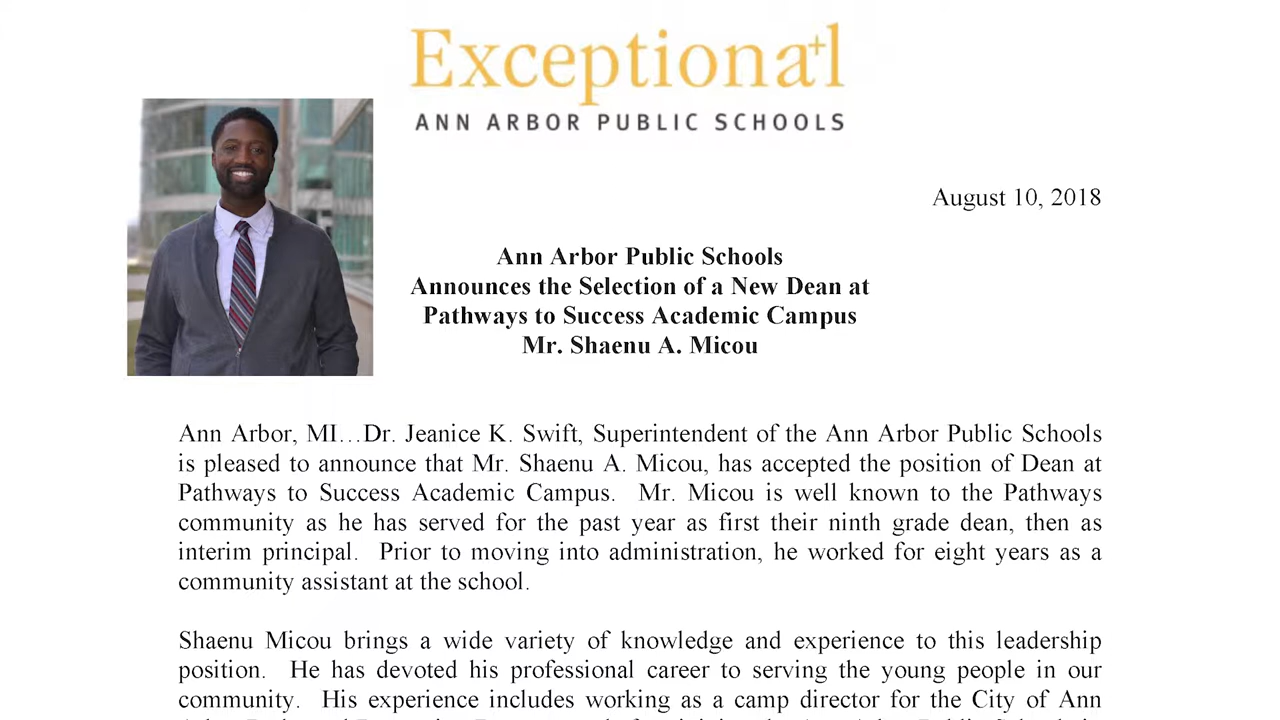 Exceptiona+l
ANN ARBOR PUBLIC SCHOOLS
August 10, 2018
Ann Arbor Public Schools
Announces the Selection of a New Dean at
Pathways to Success Academic Campus
Mr. Shaenu A. Micou
Ann Arbor, MI…Dr. Jeanice K. Swift, Superintendent of the Ann Arbor Public Schools
is pleased to announce that Mr. Shaenu A. Micou, has accepted the position of Dean at
Pathways to Success Academic Campus.  Mr. Micou is well known to the Pathways
community as he has served for the past year as first their ninth grade dean, then as
interim principal.  Prior to moving into administration, he worked for eight years as a
community assistant at the school.
Shaenu Micou brings a wide variety of knowledge and experience to this leadership
position.  He has devoted his professional career to serving the young people in our
community.  His experience includes working as a camp director for the City of Ann